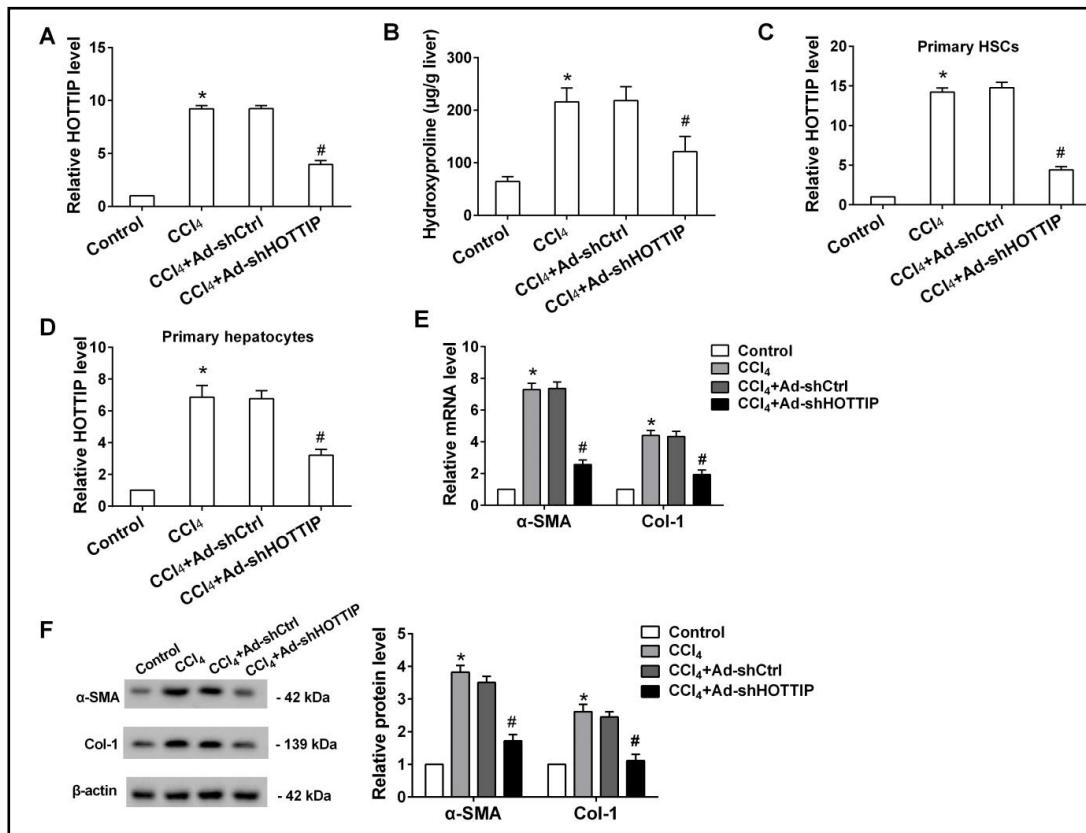 A
Relative HOTTIP level
15
10
5
0
*
#
Control
CCl₄
CCl₄+Ad-shCtrl
CCl₄+Ad-shHOTTIP
B
Hydroxyproline (μg/g liver)
300
200
100
0
*
#
Control
CCl₄
CCl₄+Ad-shCtrl
CCl₄+Ad-shHOTTIP
C
Primary HSCs
Relative HOTTIP level
20
15
10
5
0
*
#
Control
CCl₄
CCl₄+Ad-shCtrl
CCl₄+Ad-shHOTTIP
D
Primary hepatocytes
Relative HOTTIP level
10
8
6
4
2
0
*
#
Control
CCl₄
CCl₄+Ad-shCtrl
CCl₄+Ad-shHOTTIP
E
Control
CCl₄
CCl₄+Ad-shCtrl
CCl₄+Ad-shHOTTIP
Relative mRNA level
10
8
6
4
2
0
*
#
*
#
α-SMA Col-1
F
Control CCl₄ CCl₄+Ad-shCtrl CCl₄+Ad-shHOTTIP
α-SMA - 42 kDa
Col-1 - 139 kDa
β-actin - 42 kDa
Control
CCl₄
CCl₄+Ad-shCtrl
CCl₄+Ad-shHOTTIP
Relative protein level
5
4
3
2
1
0
*
#
*
#
α-SMA Col-1